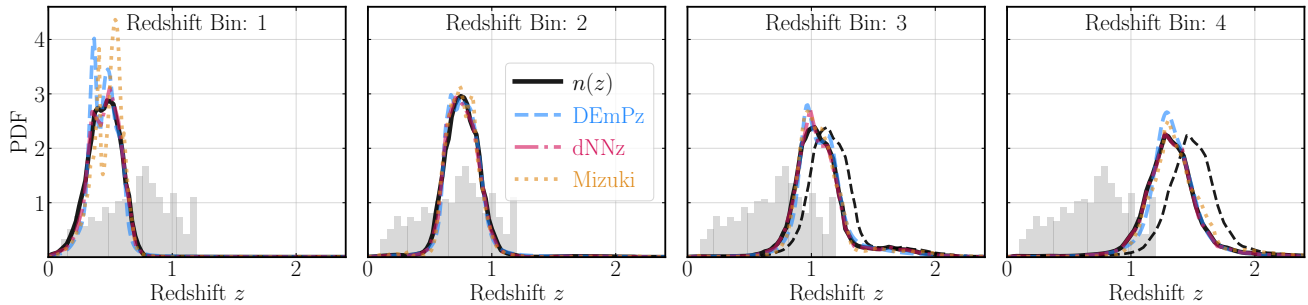 Redshift Bin: 1
Redshift Bin: 2
Redshift Bin: 3
Redshift Bin: 4
PDF
4
3
2
1
n(z)
DEmPz
dNNz
Mizuki
0 1 2
0 1 2
0 1 2
0 1 2
Redshift z
Redshift z
Redshift z
Redshift z